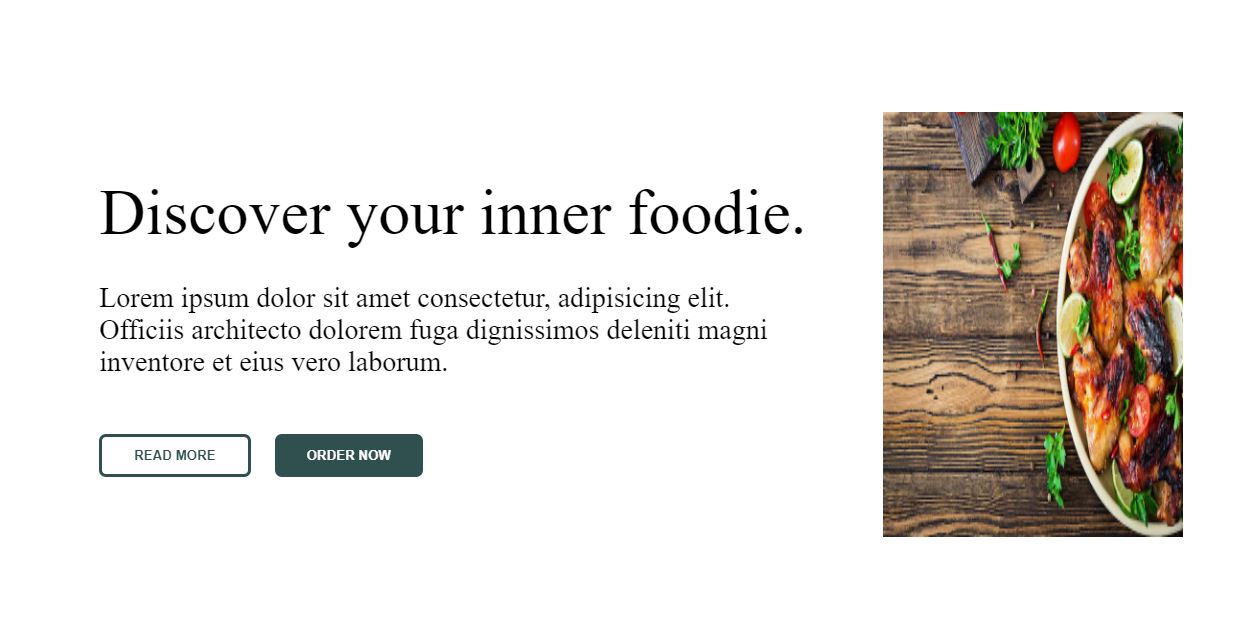 Discover your inner foodie.
Lorem ipsum dolor sit amet consectetur, adipisicing elit.
Officiis architecto dolorem fuga dignissimos deleniti magni
inventore et eius vero laborum.
READ MORE
ORDER NOW